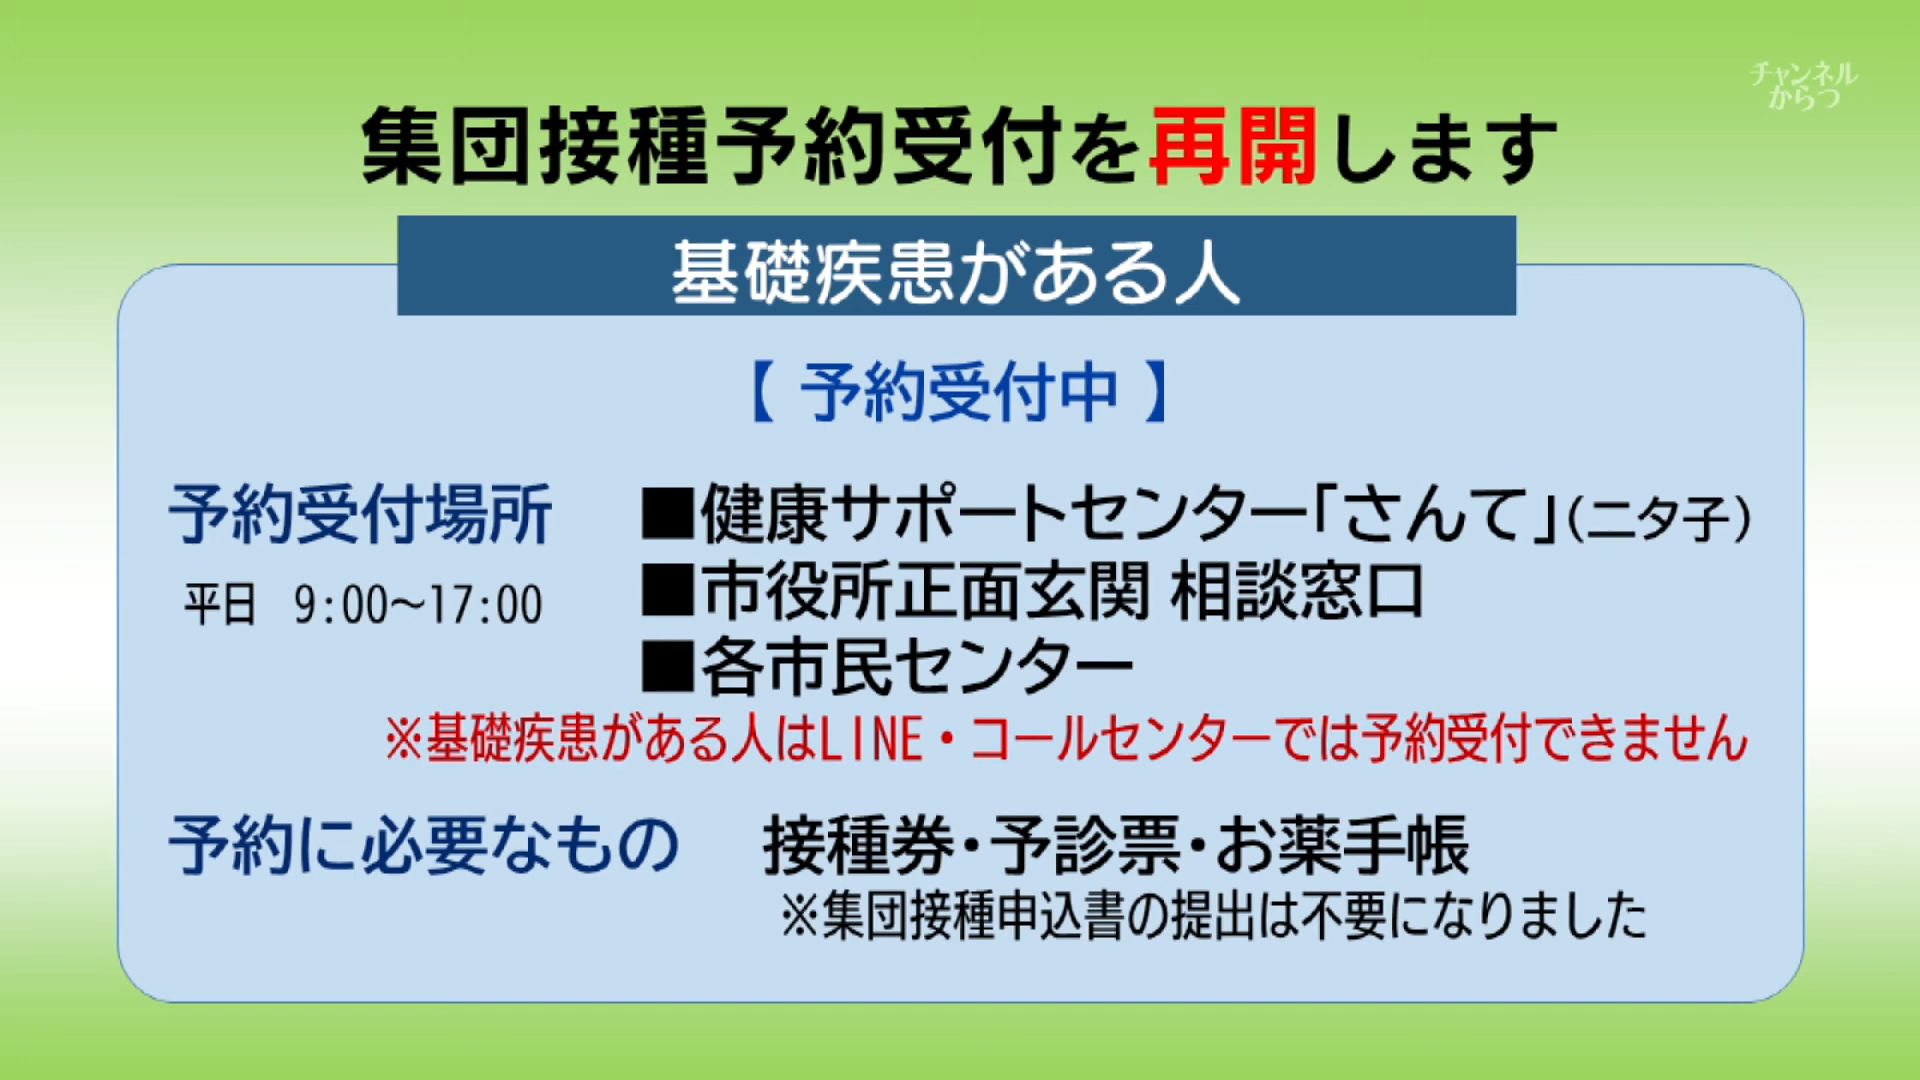 チャンネル
からつ
集団接種予約受付を再開します
基礎疾患がある人
【 予約受付中 】
予約受付場所
平日 9:00～17:00
■健康サポートセンター「さんて」（二タ子）
■市役所正面玄関 相談窓口
■各市民センター
※基礎疾患がある人はLINE・コールセンターでは予約受付できません
予約に必要なもの 接種券・予診票・お薬手帳
※集団接種申込書の提出は不要になりました